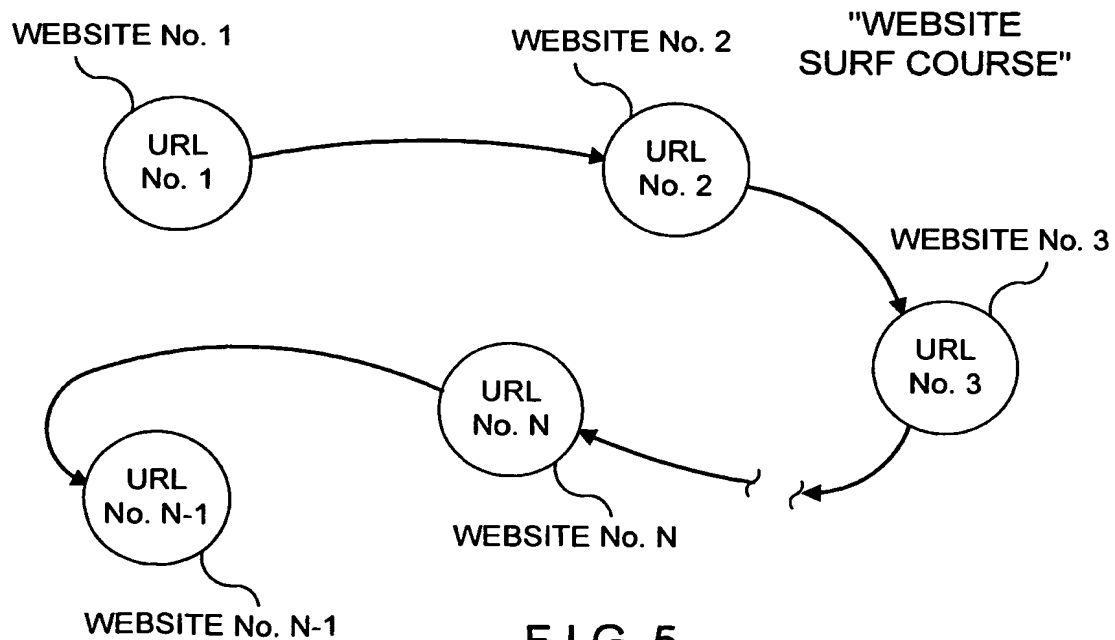 WEBSITE No. 1
WEBSITE No. 2
"WEBSITE
SURF COURSE"
URL
No. 1
URL
No. 2
WEBSITE No. 3
URL
No. 3
URL
No. N
URL
No. N-1
WEBSITE No. N
WEBSITE No. N-1
FIG. 5